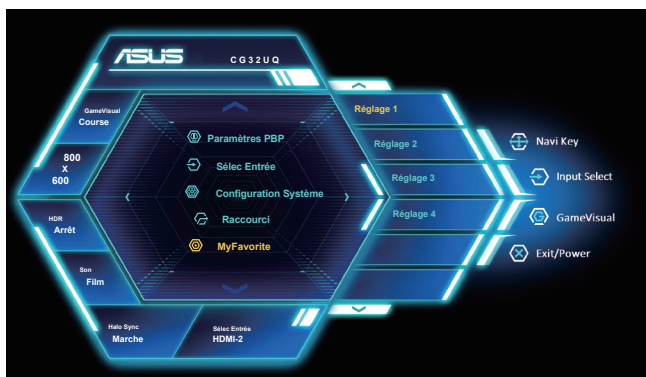 ASUS
CG32UQ
GameVisual
Course
800
X
600
HDR
Arrêt
Son
Film
Halo Sync
Marche
Sélec Entrée
HDMI-2
Paramètres PBP
Sélec Entrée
Configuration Système
Raccourci
MyFavorite
Réglage 1
Réglage 2
Réglage 3
Réglage 4
Navi Key
Input Select
GameVisual
Exit/Power